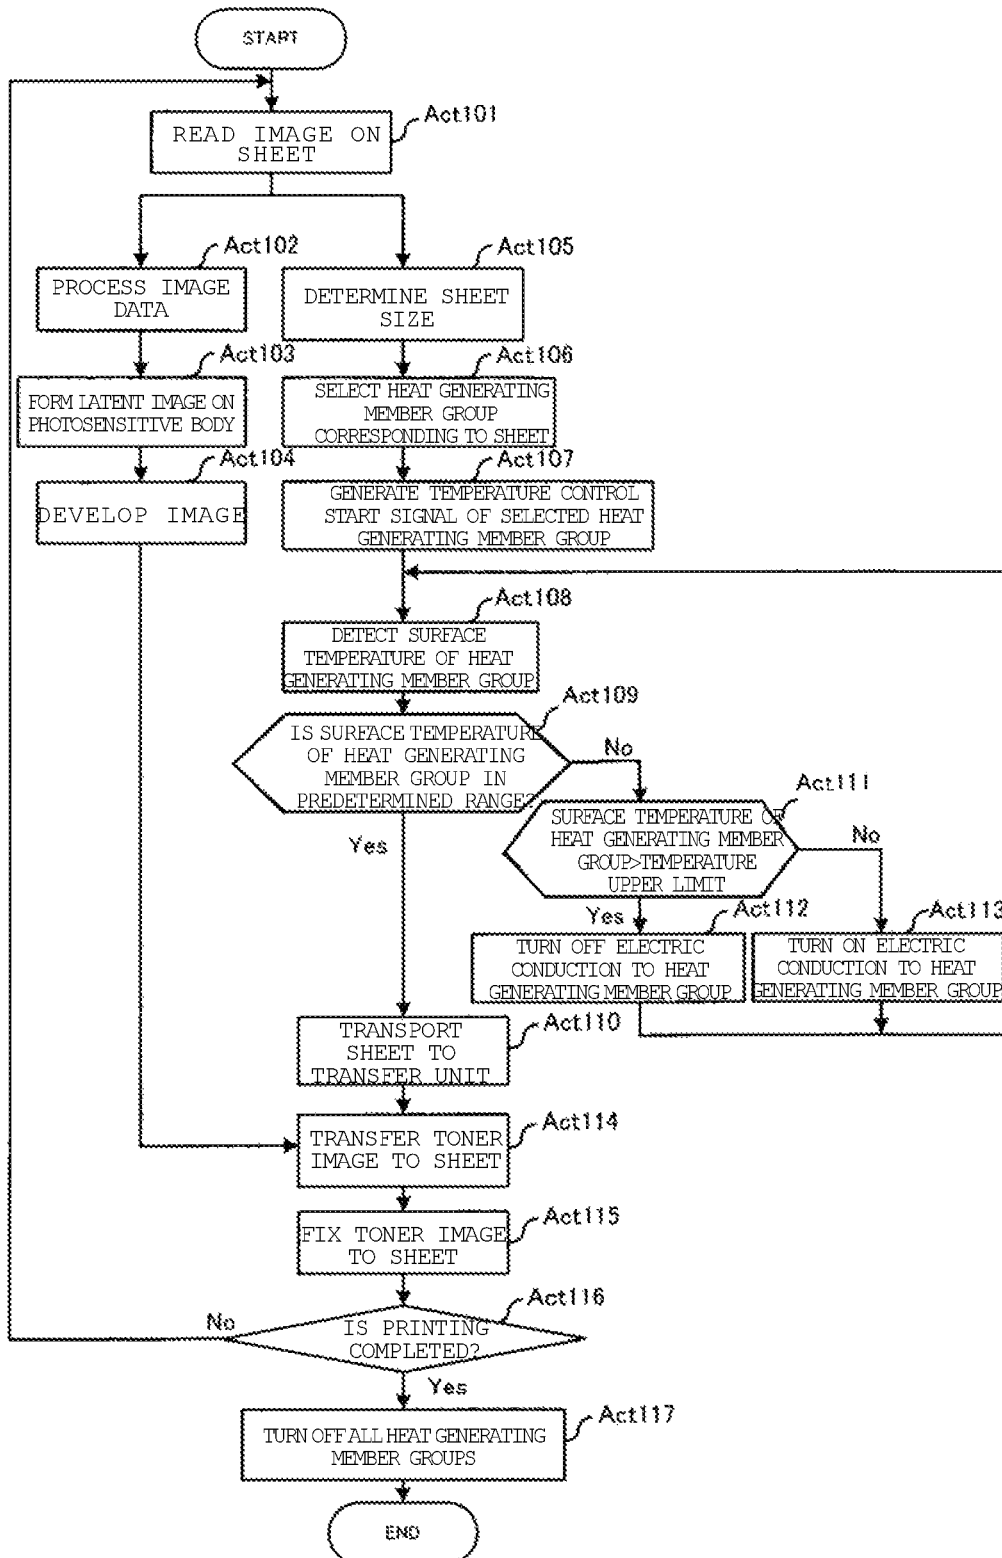 START
Act101
READ IMAGE ON
SHEET
Act102
PROCESS IMAGE
DATA
Act105
DETERMINE SHEET
SIZE
Act103
FORM LATENT IMAGE ON
PHOTOSENSITIVE BODY
Act106
SELECT HEAT GENERATING
MEMBER GROUP
CORRESPONDING TO SHEET
Act104
DEVELOP IMAGE
Act107
GENERATE TEMPERATURE CONTROL
START SIGNAL OF SELECTED HEAT
GENERATING MEMBER GROUP
Act108
DETECT SURFACE
TEMPERATURE OF HEAT
GENERATING MEMBER GROUP
Act109
IS SURFACE TEMPERATURE
OF HEAT GENERATING
MEMBER GROUP IN
PREDETERMINED RANGE?
No
Yes
Act111
SURFACE TEMPERATURE OF
HEAT GENERATING MEMBER
GROUP>TEMPERATURE
UPPER LIMIT
No
Yes
Act112
TURN OFF ELECTRIC
CONDUCTION TO HEAT
GENERATING MEMBER GROUP
Act113
TURN ON ELECTRIC
CONDUCTION TO HEAT
GENERATING MEMBER GROUP
Act110
TRANSPORT
SHEET TO
TRANSFER UNIT
Act114
TRANSFER TONER
IMAGE TO SHEET
Act115
FIX TONER IMAGE
TO SHEET
Act116
IS PRINTING
COMPLETED?
No
Yes
Act117
TURN OFF ALL HEAT GENERATING
MEMBER GROUPS
END